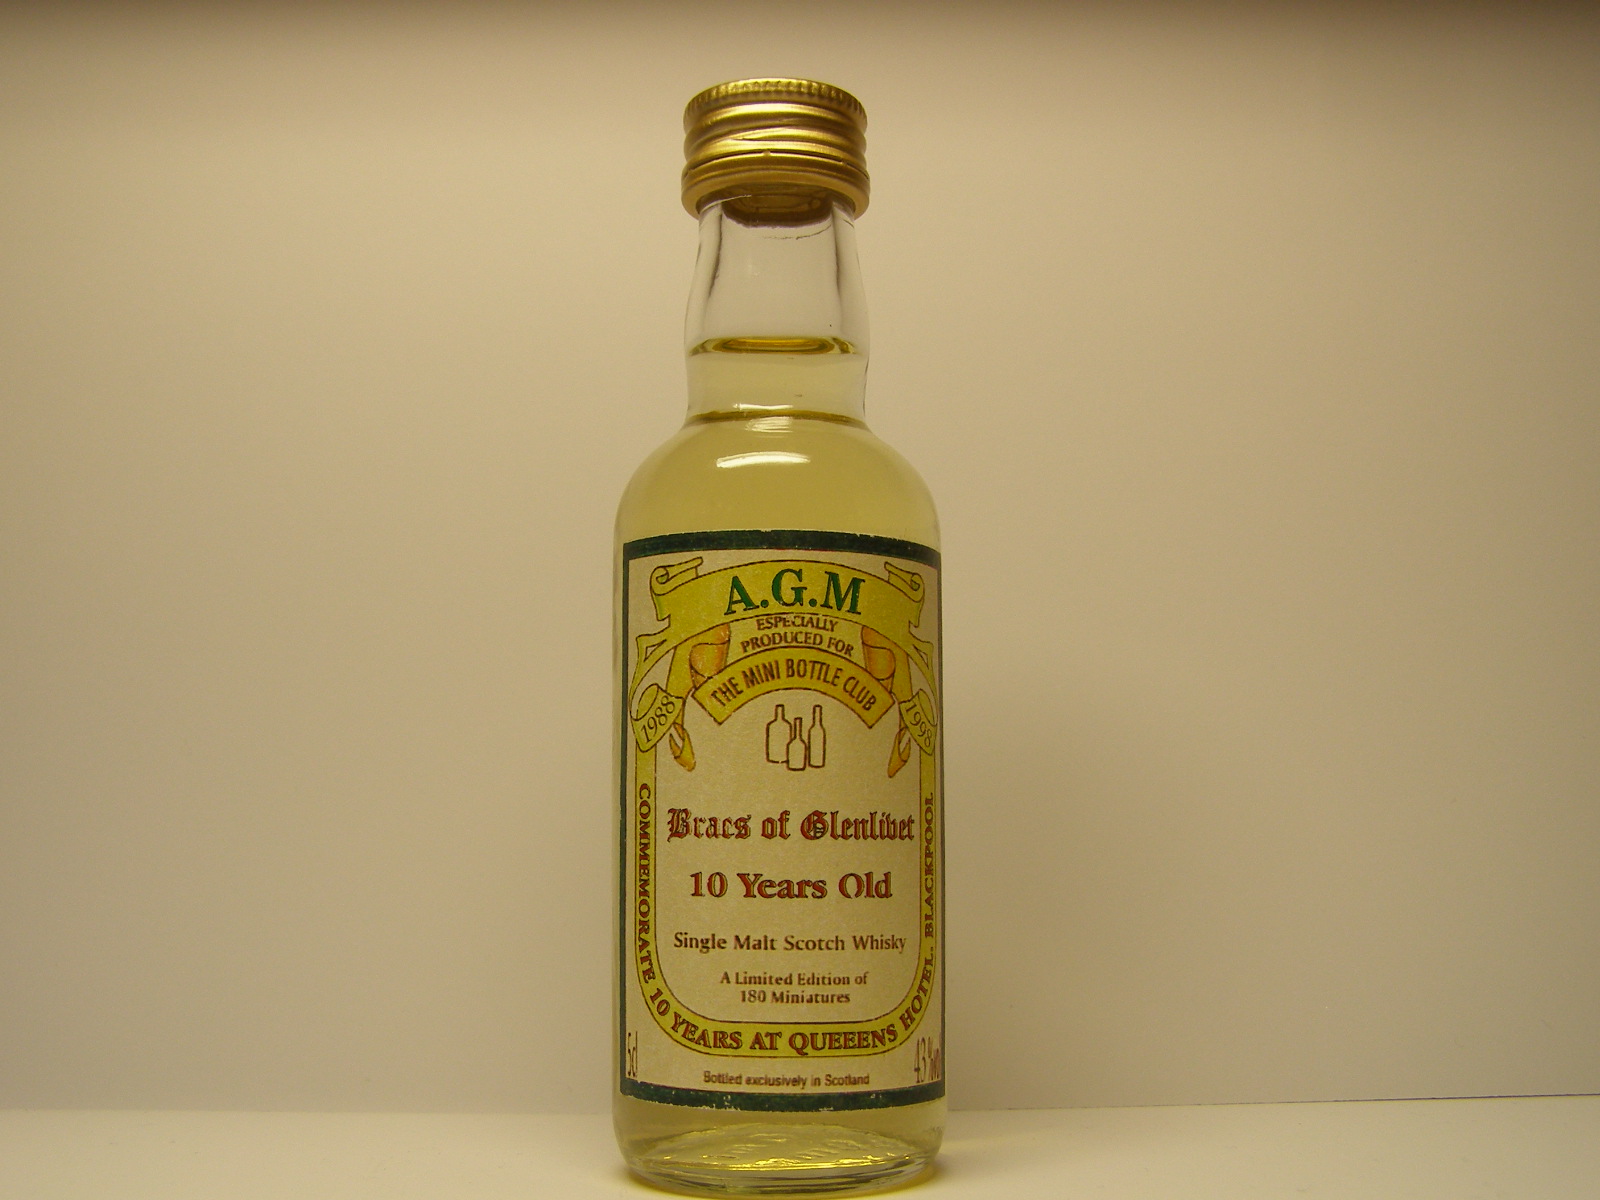 A.G.M
ESPECIALLY
PRODUCED FOR
THE MINI BOTTLE CLUB
1988
1998
Braes of Glenlivet
10 Years Old
Single Malt Scotch Whisky
A Limited Edition of
180 Miniatures
COMMEMORATE 10 YEARS AT QUEEENS HOTEL. BLACKPOOL
5cl
43%vol
Bottled exclusively in Scotland